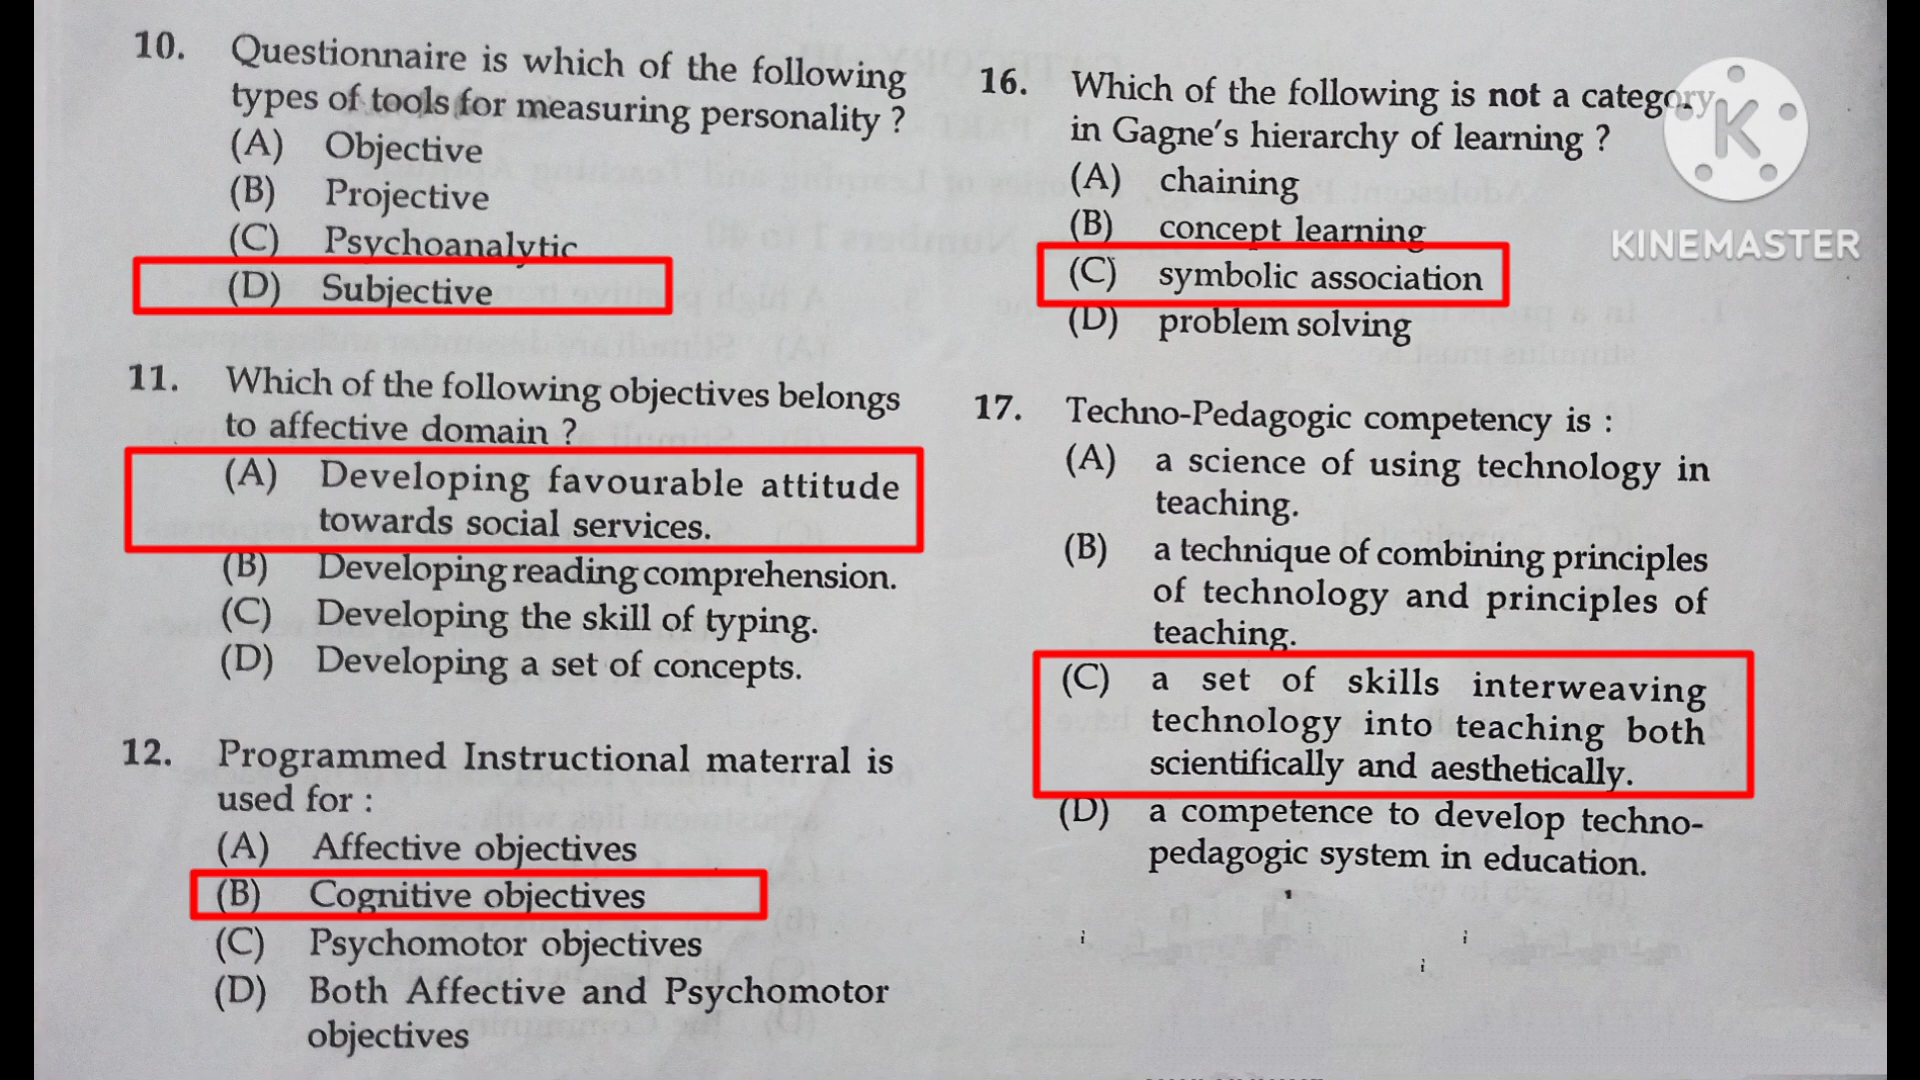 10. Questionnaire is which of the following
types of tools for measuring personality ?
(A) Objective
(B) Projective
(C) Psychoanalytic
(D) Subjective
11. Which of the following objectives belongs
to affective domain ?
(A) Developing favourable attitude
towards social services.
(B) Developing reading comprehension.
(C) Developing the skill of typing.
(D) Developing a set of concepts.
12. Programmed Instructional materral is
used for :
(A) Affective objectives
(B) Cognitive objectives
(C) Psychomotor objectives
(D) Both Affective and Psychomotor
objectives
16. Which of the following is not a category
in Gagne's hierarchy of learning ?
(A) chaining
(B) concept learning
(C) symbolic association
(D) problem solving
17. Techno-Pedagogic competency is :
(A) a science of using technology in
teaching.
(B) a technique of combining principles
of technology and principles of
teaching.
(C) a set of skills interweaving
technology into teaching both
scientifically and aesthetically.
(D) a competence to develop techno-
pedagogic system in education.
K
KINEMASTER